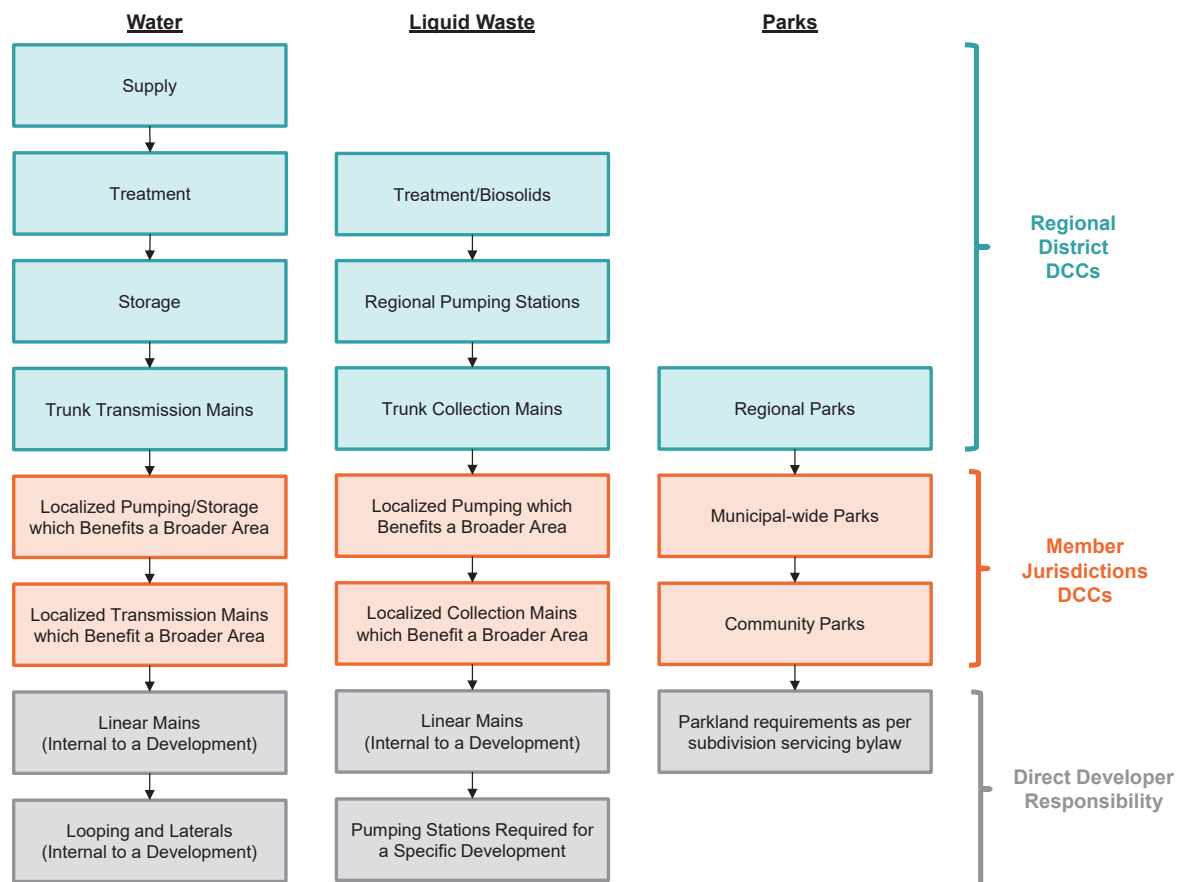 Water
Liquid Waste
Parks
Supply
Treatment
Treatment/Biosolids
Storage
Regional Pumping Stations
Trunk Transmission Mains
Trunk Collection Mains
Regional Parks
Regional
District
DCCs
Localized Pumping/Storage
which Benefits a Broader Area
Localized Pumping which
Benefits a Broader Area
Municipal-wide Parks
Localized Transmission Mains
which Benefit a Broader Area
Localized Collection Mains
which Benefit a Broader Area
Community Parks
Member
Jurisdictions
DCCs
Linear Mains
(Internal to a Development)
Linear Mains
(Internal to a Development)
Parkland requirements as per
subdivision servicing bylaw
Looping and Laterals
(Internal to a Development)
Pumping Stations Required for
a Specific Development
Direct Developer
Responsibility